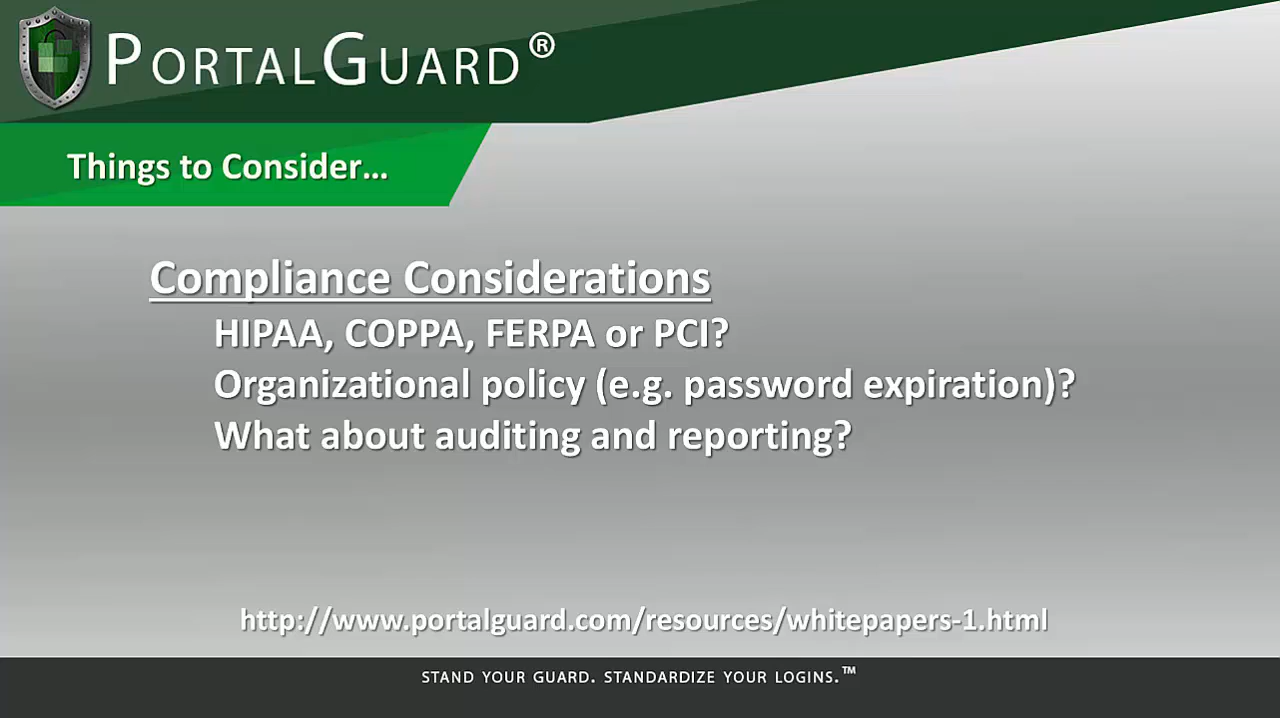 PORTALGUARD®
Things to Consider…
Compliance Considerations
HIPAA, COPPA, FERPA or PCI?
Organizational policy (e.g. password expiration)?
What about auditing and reporting?
http://www.portalguard.com/resources/whitepapers-1.html
STAND YOUR GUARD. STANDARDIZE YOUR LOGINS.™